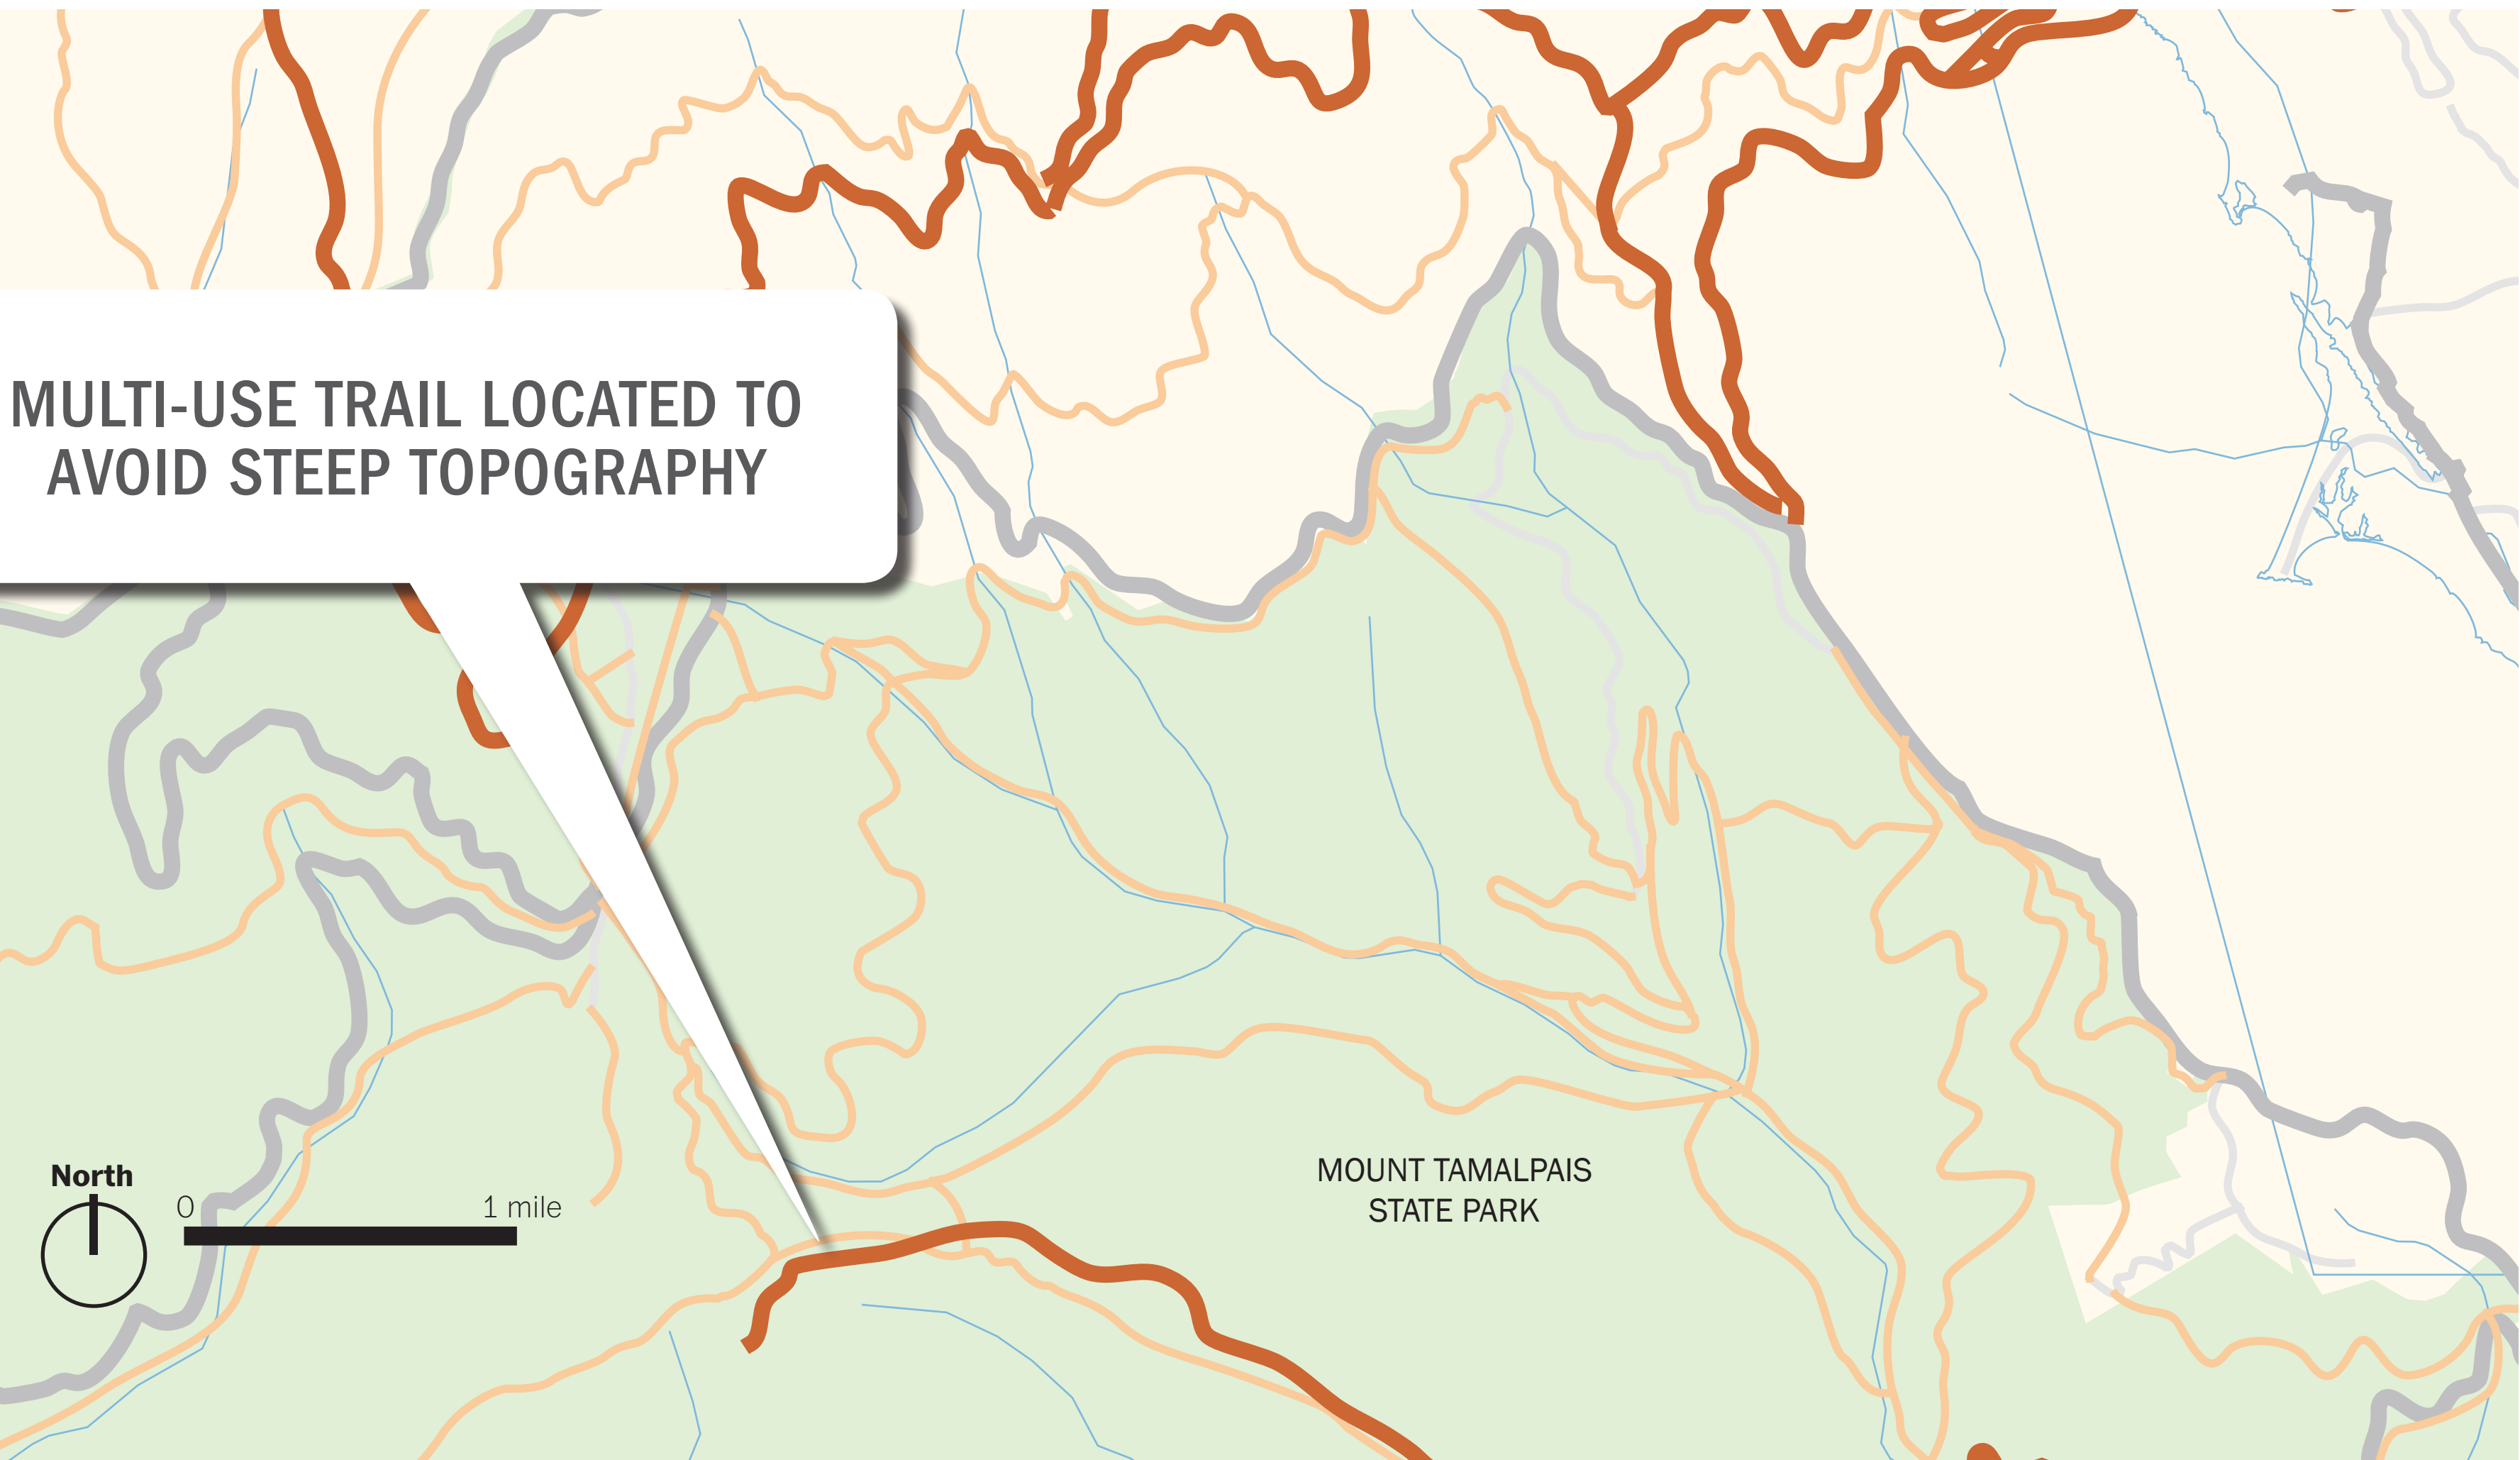 MULTI-USE TRAIL LOCATED TO
AVOID STEEP TOPOGRAPHY
MOUNT TAMALPAIS
STATE PARK
North
0 1 mile